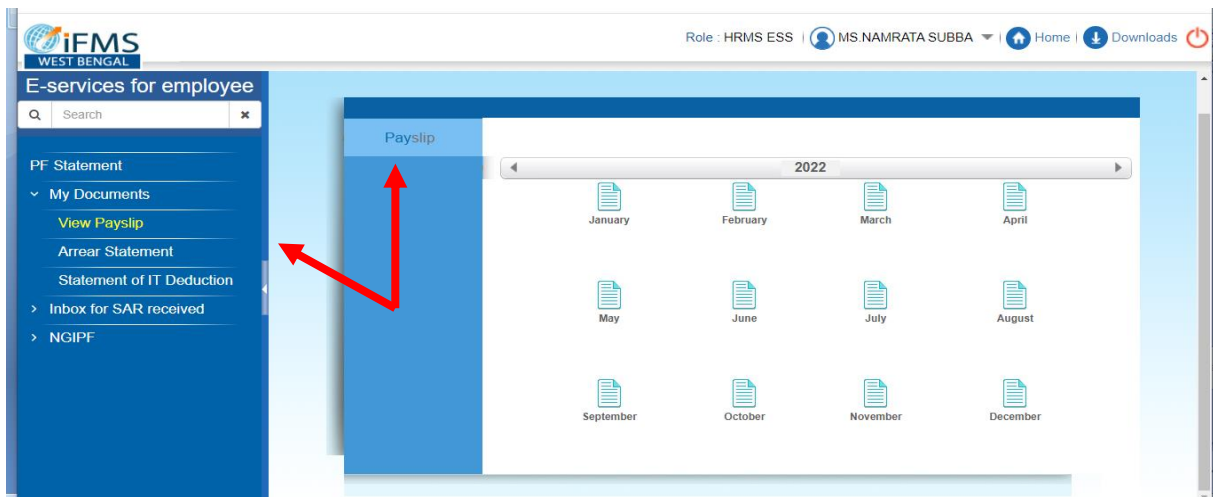 iFMS
WEST BENGAL
Role : HRMS ESS MS.NAMRATA SUBBA Home Downloads
E-services for employee
Search
PF Statement
My Documents
View Payslip
Arrear Statement
Statement of IT Deduction
Inbox for SAR received
NGIPF
Payslip
2022
January February March April
May June July August
September October November December